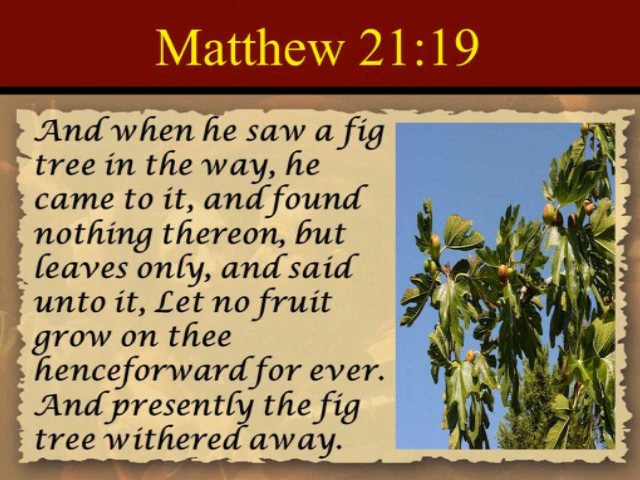 Matthew 21:19
And when he saw a fig
tree in the way, he
came to it, and found
nothing thereon, but
leaves only, and said
unto it, Let no fruit
grow on thee
henceforward for ever.
And presently the fig
tree withered away.